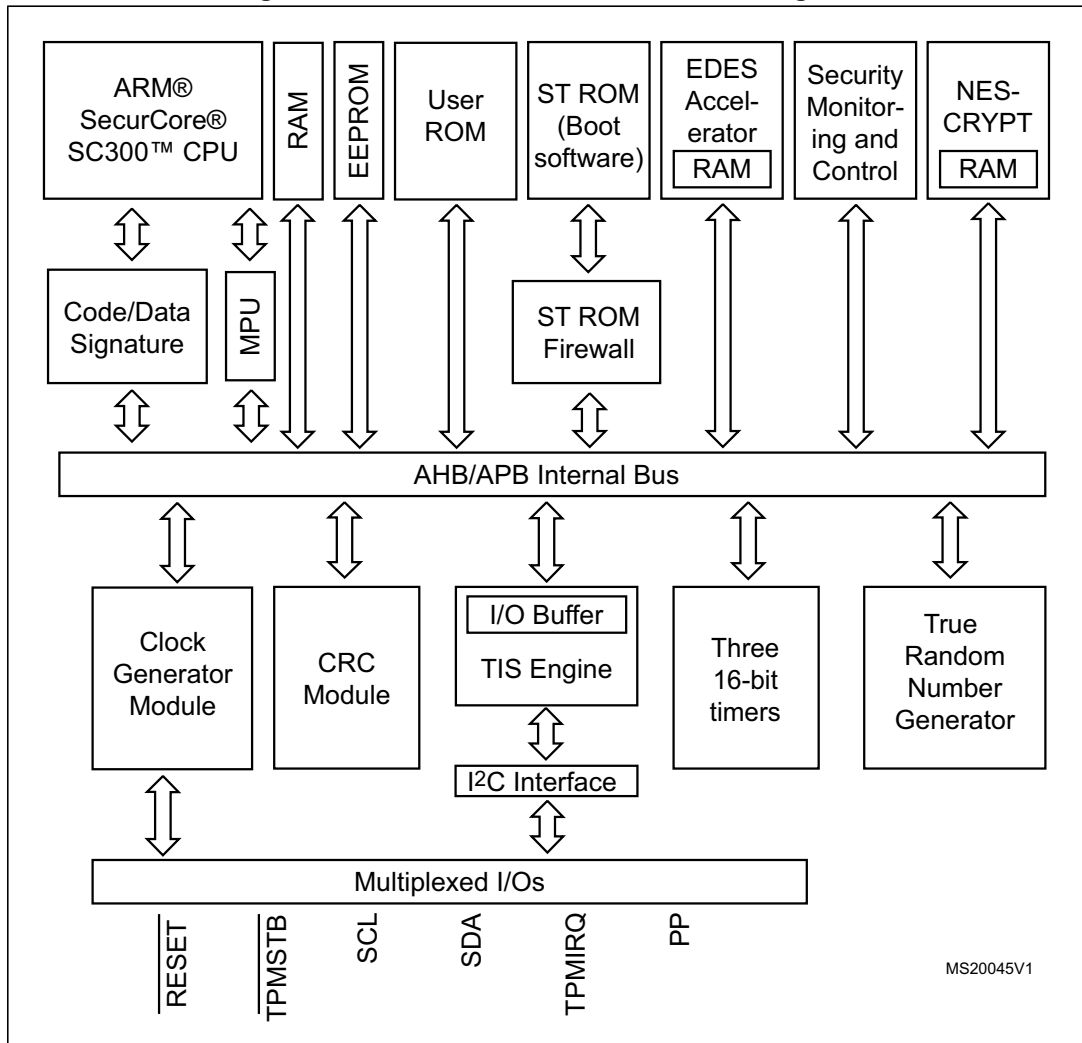 ARM®
SecurCore®
SC300™ CPU
RAM
EEPROM
User
ROM
ST ROM
(Boot
software)
EDES
Accel-
erator
RAM
Security
Monitor-
ing and
Control
NES-
CRYPT
RAM
Code/Data
Signature
MPU
ST ROM
Firewall
AHB/APB Internal Bus
Clock
Generator
Module
CRC
Module
I/O Buffer
TIS Engine
Three
16-bit
timers
True
Random
Number
Generator
I2C Interface
Multiplexed I/Os
RESET
TPMSTB
SCL
SDA
TPMIRQ
PP
MS20045V1